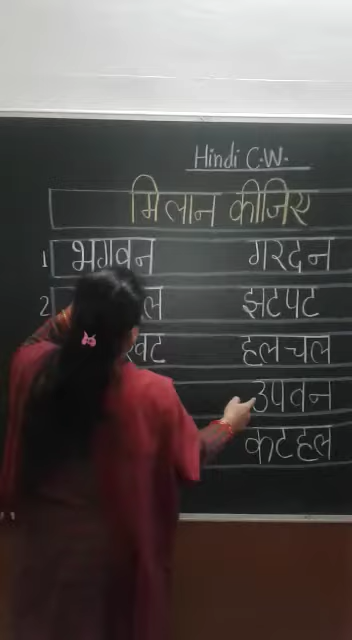 Hindi C.W.
मिलान कीजिए
1 भगवन गरदन
2 झटपट
हलचल
उपवन
कटहल